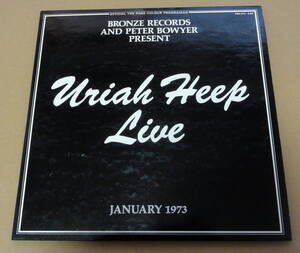 BRONZE RECORDS
AND PETER BOWYER
PRESENT
Uriah Heep
Live
JANUARY 1973